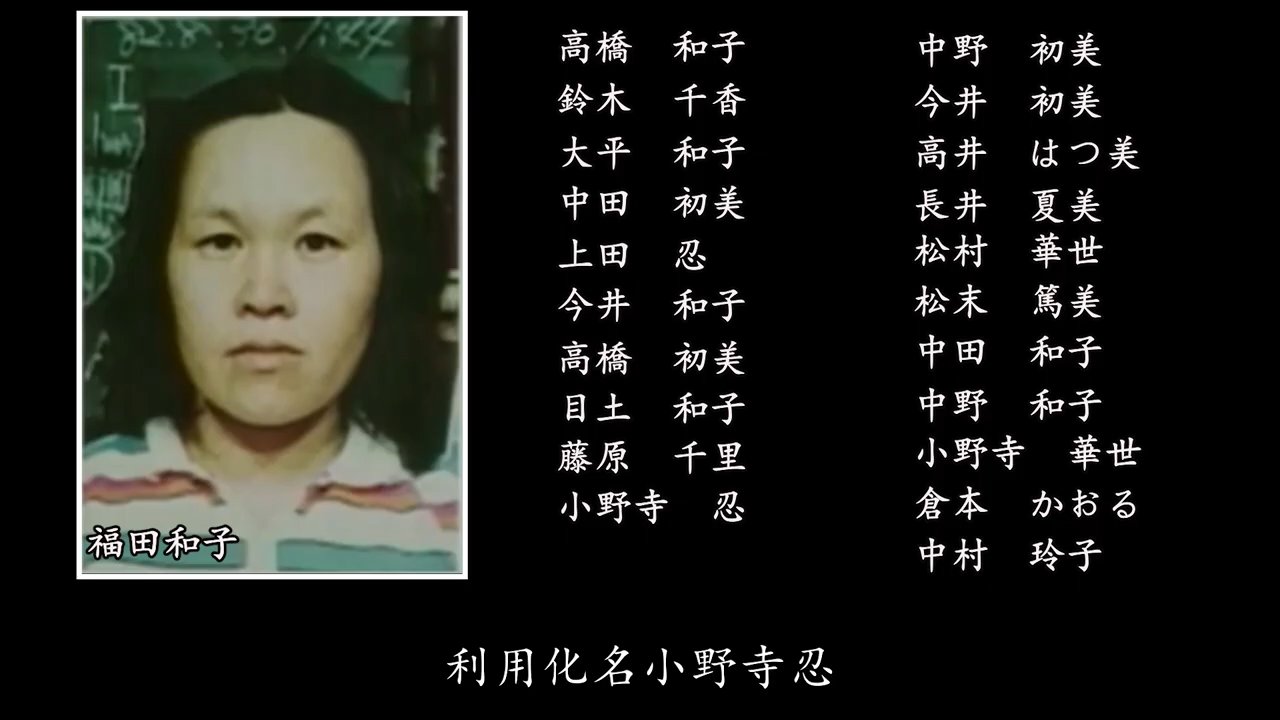 82.8.30.
福田和子
高橋　和子
鈴木　千香
大平　和子
中田　初美
上田　忍
今井　和子
高橋　初美
目土　和子
藤原　千里
小野寺　忍
中野　初美
今井　初美
高井　はつ美
長井　夏美
松村　華世
松末　篤美
中田　和子
中野　和子
小野寺　華世
倉本　かおる
中村　玲子
利用化名小野寺忍